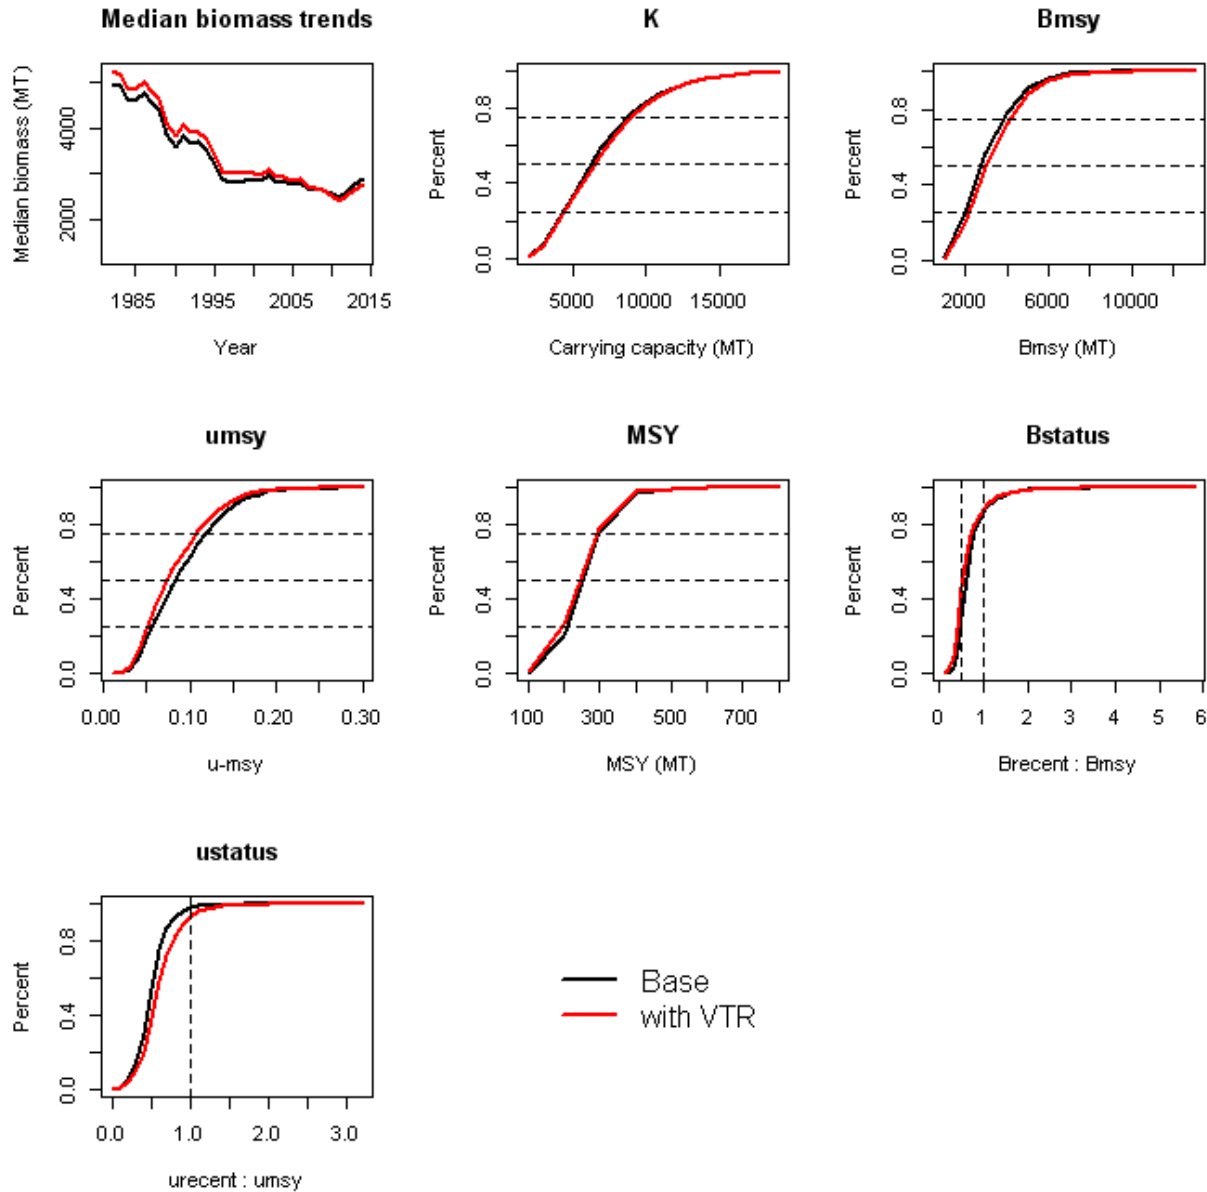 Median biomass trends
Median biomass (MT)
4000
2000
1985 1995 2005 2015
Year
K
Percent
0.8
0.4
0.0
5000 10000 15000
Carrying capacity (MT)
Bmsy
Percent
0.8
0.4
0.0
2000 6000 10000
Bmsy (MT)
umsy
Percent
0.8
0.4
0.0
0.00 0.10 0.20 0.30
u-msy
MSY
Percent
0.8
0.4
0.0
100 300 500 700
MSY (MT)
Bstatus
Percent
0.8
0.4
0.0
0 1 2 3 4 5 6
Brecent : Bmsy
ustatus
Percent
0.8
0.4
0.0
0.0 1.0 2.0 3.0
urecent : umsy
Base
with VTR